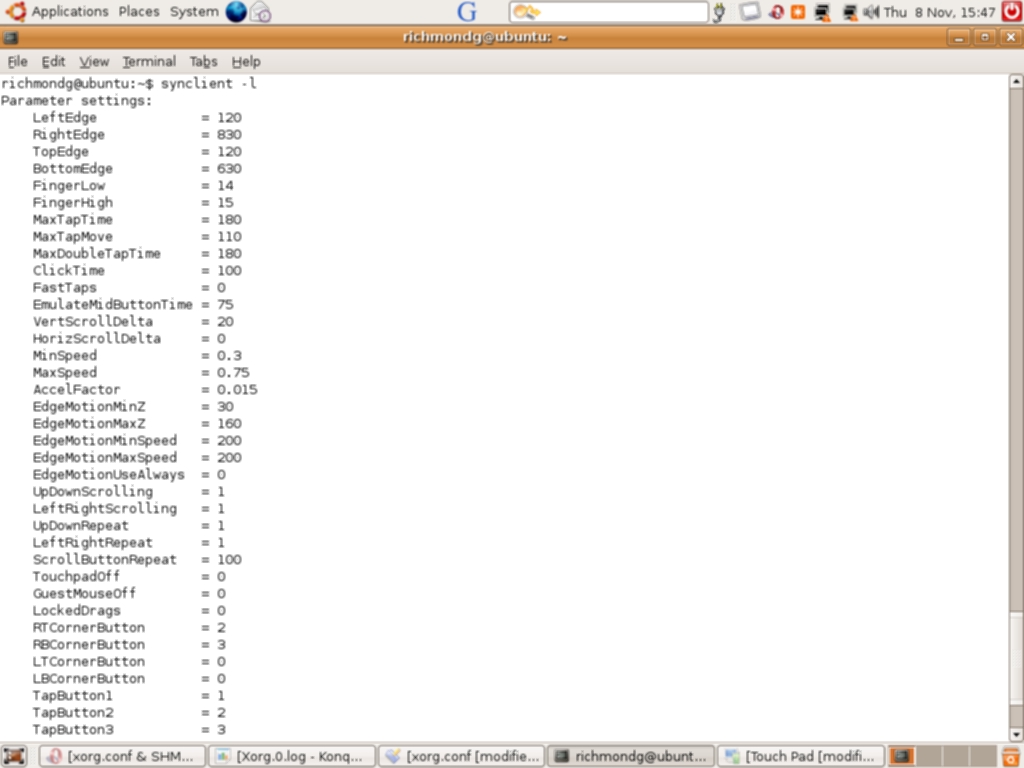 Applications Places System G Thu 8 Nov, 15:47
richmondg@ubuntu: ~
File Edit View Terminal Tabs Help
richmondg@ubuntu:~$ synclient -l
Parameter settings:
LeftEdge = 120
RightEdge = 830
TopEdge = 120
BottomEdge = 630
FingerLow = 14
FingerHigh = 15
MaxTapTime = 180
MaxTapMove = 110
MaxDoubleTapTime = 180
ClickTime = 100
FastTaps = 0
EmulateMidButtonTime = 75
VertScrollDelta = 20
HorizScrollDelta = 0
MinSpeed = 0.3
MaxSpeed = 0.75
AccelFactor = 0.015
EdgeMotionMinZ = 30
EdgeMotionMaxZ = 160
EdgeMotionMinSpeed = 200
EdgeMotionMaxSpeed = 200
EdgeMotionUseAlways = 0
UpDownScrolling = 1
LeftRightScrolling = 1
UpDownRepeat = 1
LeftRightRepeat = 1
ScrollButtonRepeat = 100
TouchpadOff = 0
GuestMouseOff = 0
LockedDrags = 0
RTCornerButton = 2
RBCornerButton = 3
LTCornerButton = 0
LBCornerButton = 0
TapButton1 = 1
TapButton2 = 2
TapButton3 = 3
[xorg.conf & SHM... [Xorg.0.log - Konq... [xorg.conf [modifie... richmondg@ubunt... [Touch Pad [modifi...